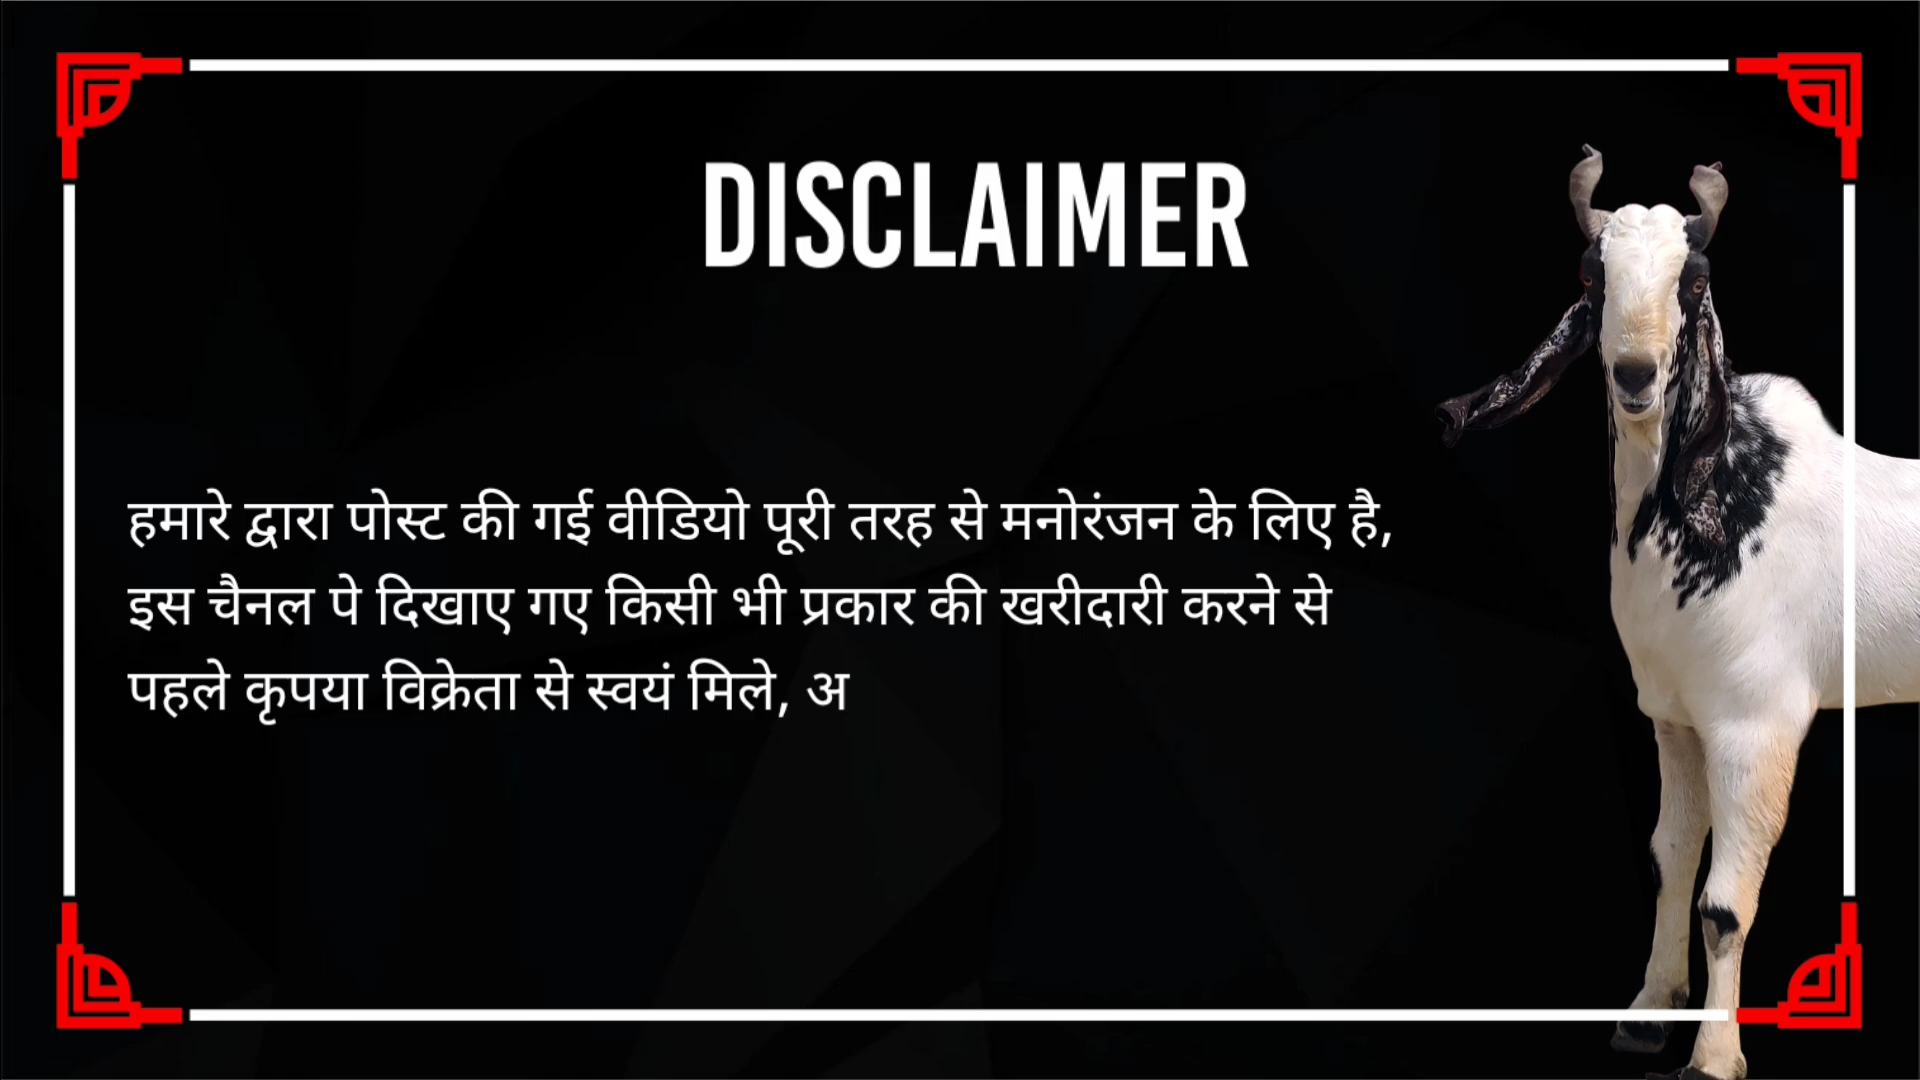 DISCLAIMER
हमारे द्वारा पोस्ट की गई वीडियो पूरी तरह से मनोरंजन के लिए है,
इस चैनल पे दिखाए गए किसी भी प्रकार की खरीदारी करने से
पहले कृपया विक्रेता से स्वयं मिले, अ